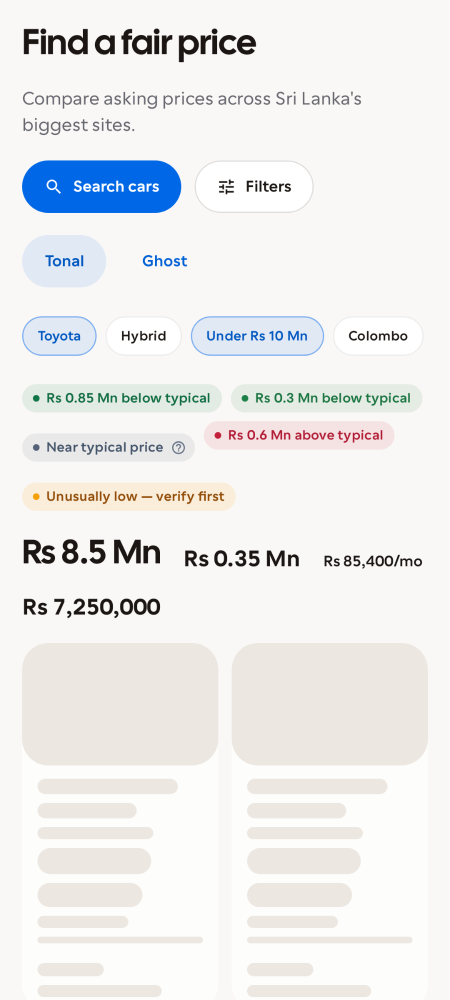 Find a fair price
Compare asking prices across Sri Lanka's
biggest sites.
Search cars
Filters
Tonal
Ghost
Toyota
Hybrid
Under Rs 10 Mn
Colombo
Rs 0.85 Mn below typical
Rs 0.3 Mn below typical
Near typical price
Rs 0.6 Mn above typical
Unusually low — verify first
Rs 8.5 Mn
Rs 0.35 Mn
Rs 85,400/mo
Rs 7,250,000